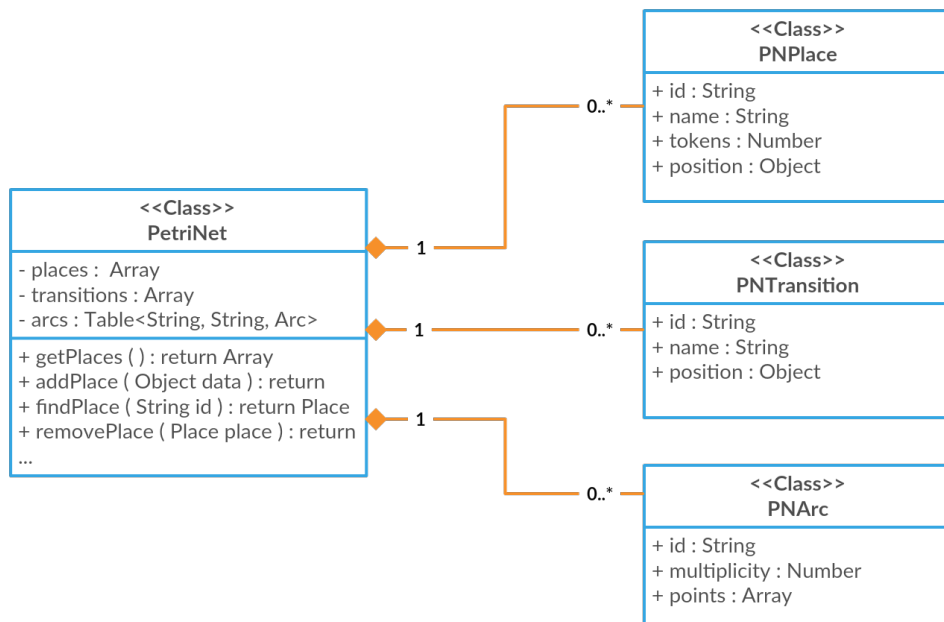 <<Class>>
PNPlace
+ id : String
+ name : String
+ tokens : Number
+ position : Object
0..*
<<Class>>
PetriNet
- places : Array
- transitions : Array
- arcs : Table<String, String, Arc>
+ getPlaces ( ) : return Array
+ addPlace ( Object data ) : return
+ findPlace ( String id ) : return Place
+ removePlace ( Place place ) : return
...
1
1
1
<<Class>>
PNTransition
+ id : String
+ name : String
+ position : Object
0..*
<<Class>>
PNArc
+ id : String
+ multiplicity : Number
+ points : Array
0..*